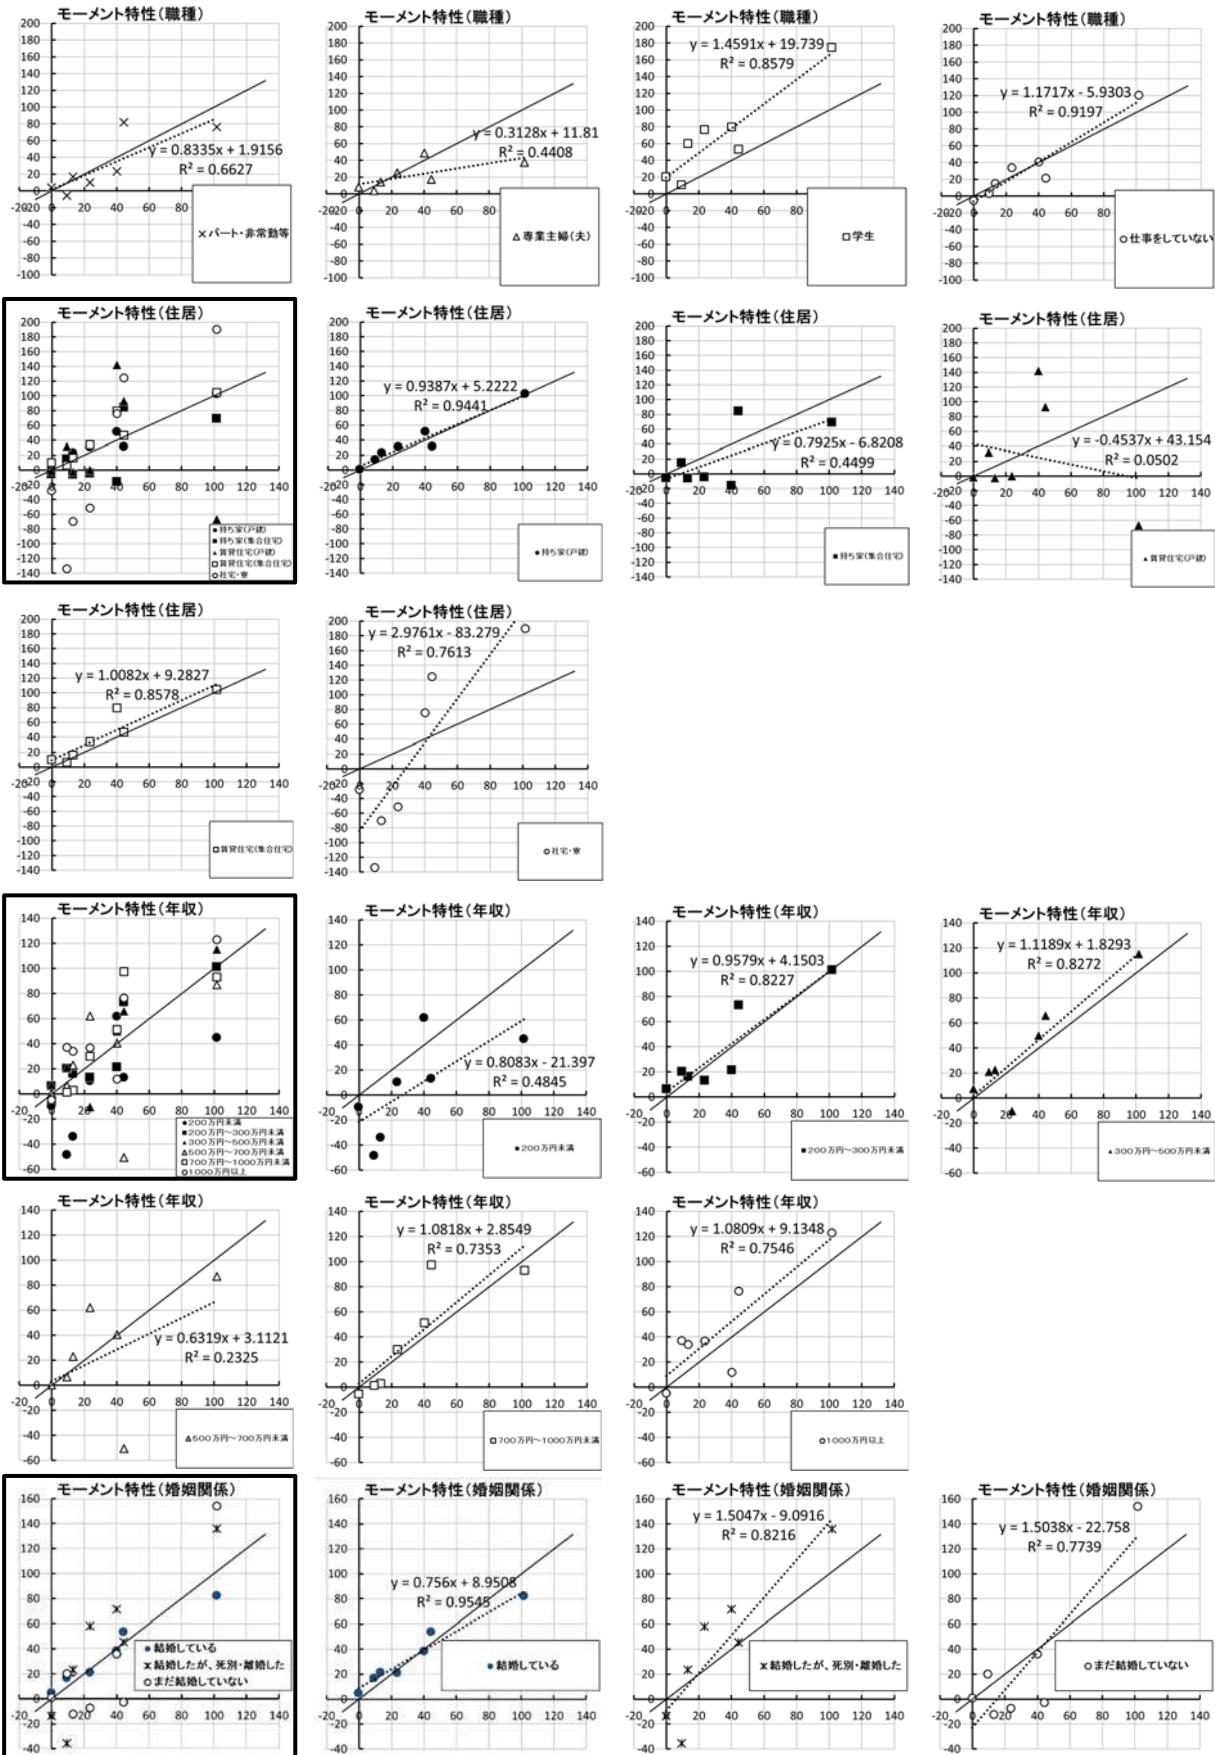 モーメント特性(職種)
y = 0.8335x + 1.9156
R² = 0.6627
×パート・非常勤等
モーメント特性(職種)
y = 0.3128x + 11.81
R² = 0.4408
△専業主婦(夫)
モーメント特性(職種)
y = 1.4591x + 19.739
R² = 0.8579
□学生
モーメント特性(職種)
y = 1.1717x - 5.9303
R² = 0.9197
○仕事をしていない
モーメント特性(住居)
●持ち家(戸建)
■持ち家(集合住宅)
▲賃貸住宅(戸建)
□賃貸住宅(集合住宅)
○社宅・寮
モーメント特性(住居)
y = 0.9387x + 5.2222
R² = 0.9441
●持ち家(戸建)
モーメント特性(住居)
y = 0.7925x - 6.8208
R² = 0.4499
■持ち家(集合住宅)
モーメント特性(住居)
y = -0.4537x + 43.154
R² = 0.0502
▲賃貸住宅(戸建)
モーメント特性(住居)
y = 1.0082x + 9.2827
R² = 0.8578
□賃貸住宅(集合住宅)
モーメント特性(住居)
y = 2.9761x - 83.279
R² = 0.7613
○社宅・寮
モーメント特性(年収)
●200万円未満
■200万円～300万円未満
▲300万円～500万円未満
△500万円～700万円未満
□700万円～1000万円未満
○1000万円以上
モーメント特性(年収)
y = 0.8083x - 21.397
R² = 0.4845
●200万円未満
モーメント特性(年収)
y = 0.9579x + 4.1503
R² = 0.8227
■200万円～300万円未満
モーメント特性(年収)
y = 1.1189x + 1.8293
R² = 0.8272
▲300万円～500万円未満
モーメント特性(年収)
y = 0.6319x + 3.1121
R² = 0.2325
△500万円～700万円未満
モーメント特性(年収)
y = 1.0818x + 2.8549
R² = 0.7353
□700万円～1000万円未満
モーメント特性(年収)
y = 1.0809x + 9.1348
R² = 0.7546
○1000万円以上
モーメント特性(婚姻関係)
●結婚している
結婚したが、死別・離婚した
○まだ結婚していない
モーメント特性(婚姻関係)
y = 0.756x + 8.9508
R² = 0.9545
●結婚している
モーメント特性(婚姻関係)
y = 1.5047x - 9.0916
R² = 0.8216
結婚したが、死別・離婚した
モーメント特性(婚姻関係)
y = 1.5038x - 22.758
R² = 0.7739
○まだ結婚していない